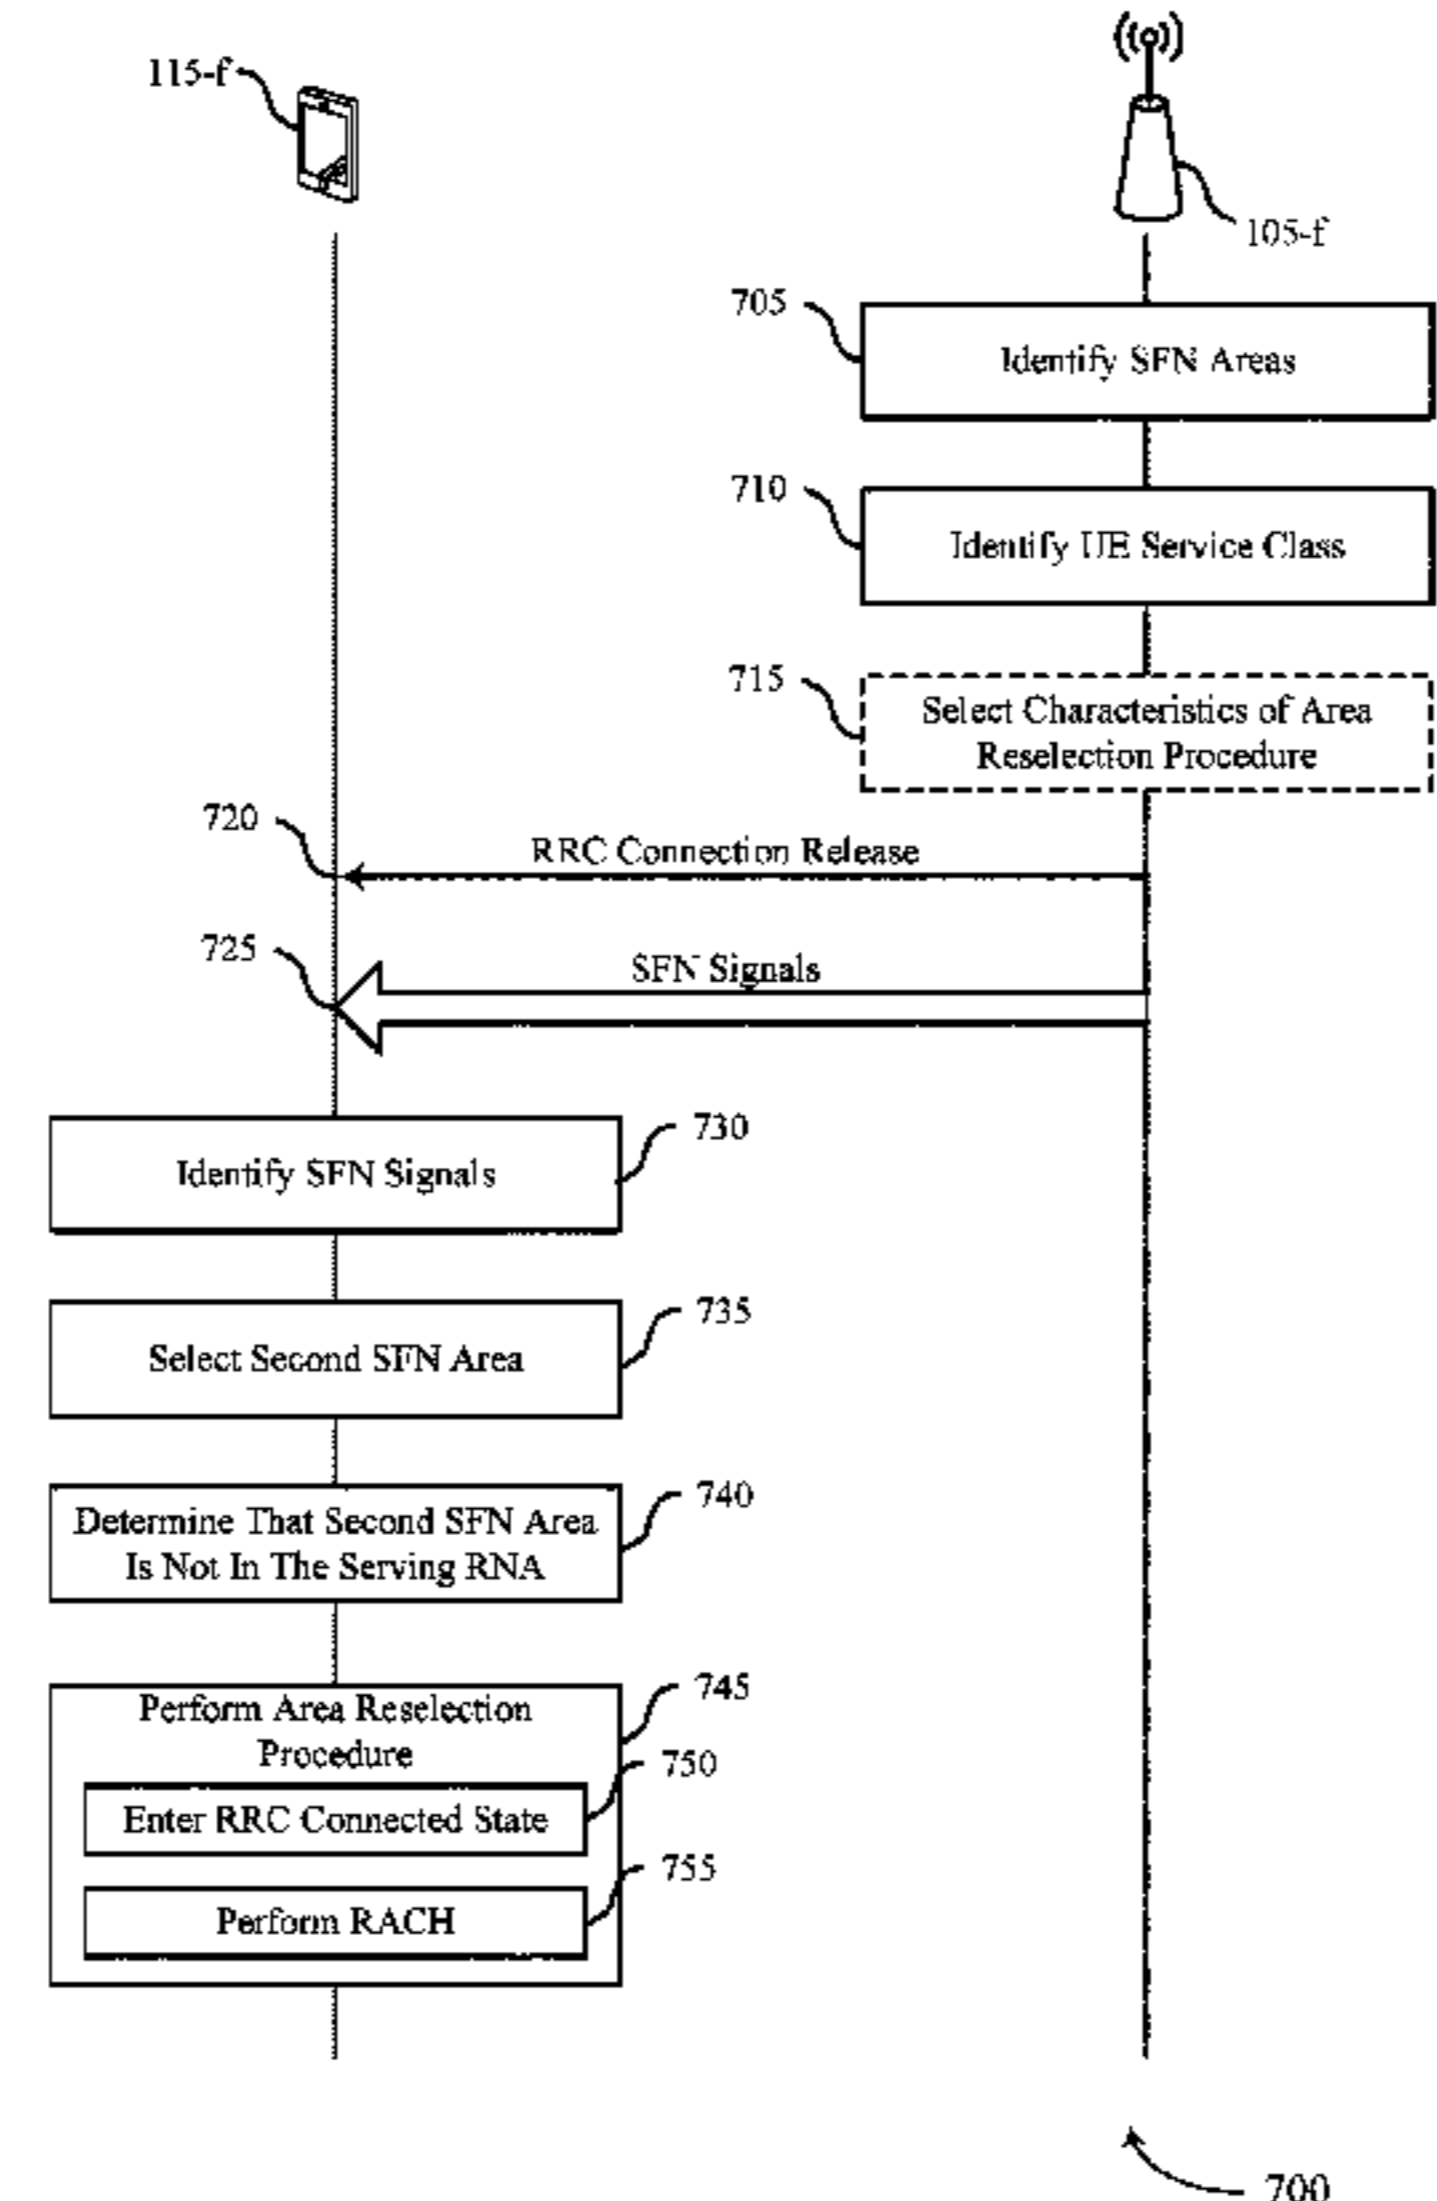 115-f
105-f
705
Identify SFN Areas
710
Identify UE Service Class
715
Select Characteristics of Area
Reselection Procedure
720
RRC Connection Release
725
SFN Signals
730
Identify SFN Signals
735
Select Second SFN Area
740
Determine That Second SFN Area
Is Not In The Serving RNA
745
Perform Area Reselection
Procedure
750
Enter RRC Connected State
755
Perform RACH
700